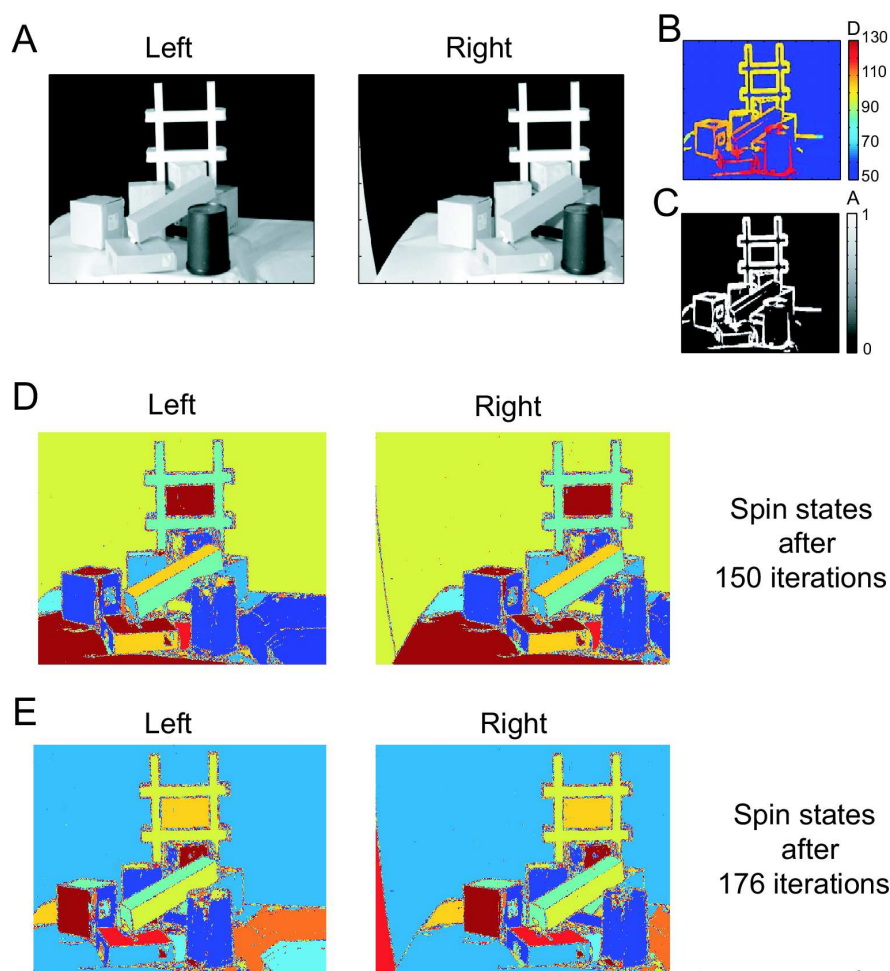 A
Left
Right
B
D
130
110
90
70
50
C
A
1
0
D
Left
Right
Spin states
after
150 iterations
E
Left
Right
Spin states
after
176 iterations